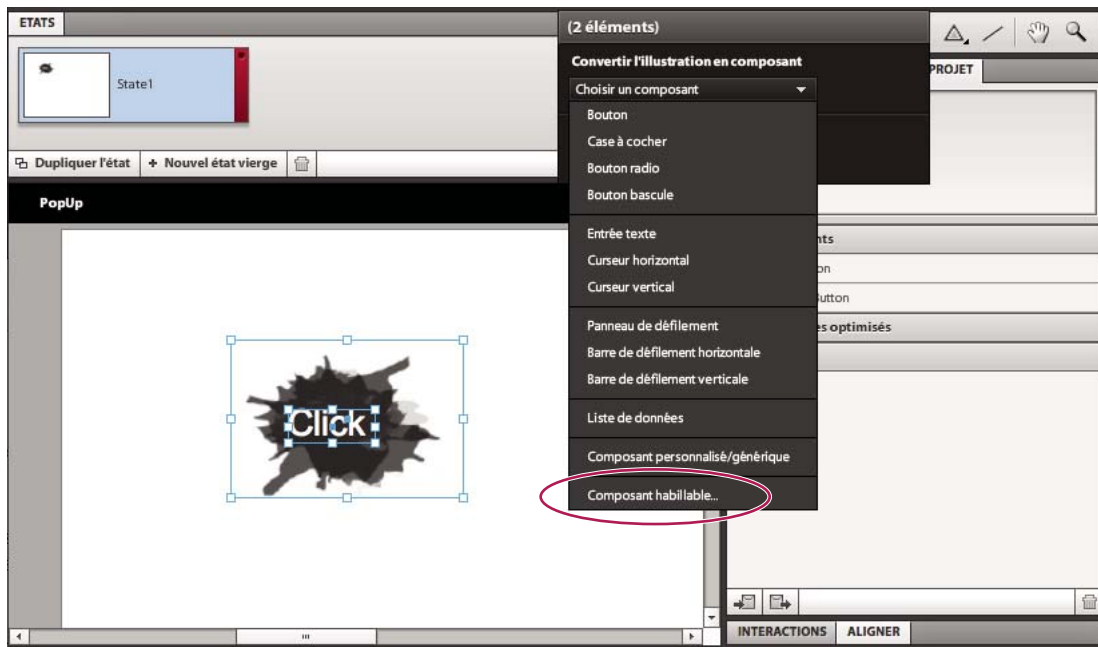 ETATS
State1
Dupliquer l'état
Nouvel état vierge
PopUp
Click
(2 éléments)
Convertir l'illustration en composant
Choisir un composant
Bouton
Case à cocher
Bouton radio
Bouton bascule
Entrée texte
Curseur horizontal
Curseur vertical
Panneau de défilement
Barre de défilement horizontale
Barre de défilement verticale
Liste de données
Composant personnalisé/générique
Composant habillable...
PROJET
nts
on
utton
s optimisés
INTERACTIONS
ALIGNER